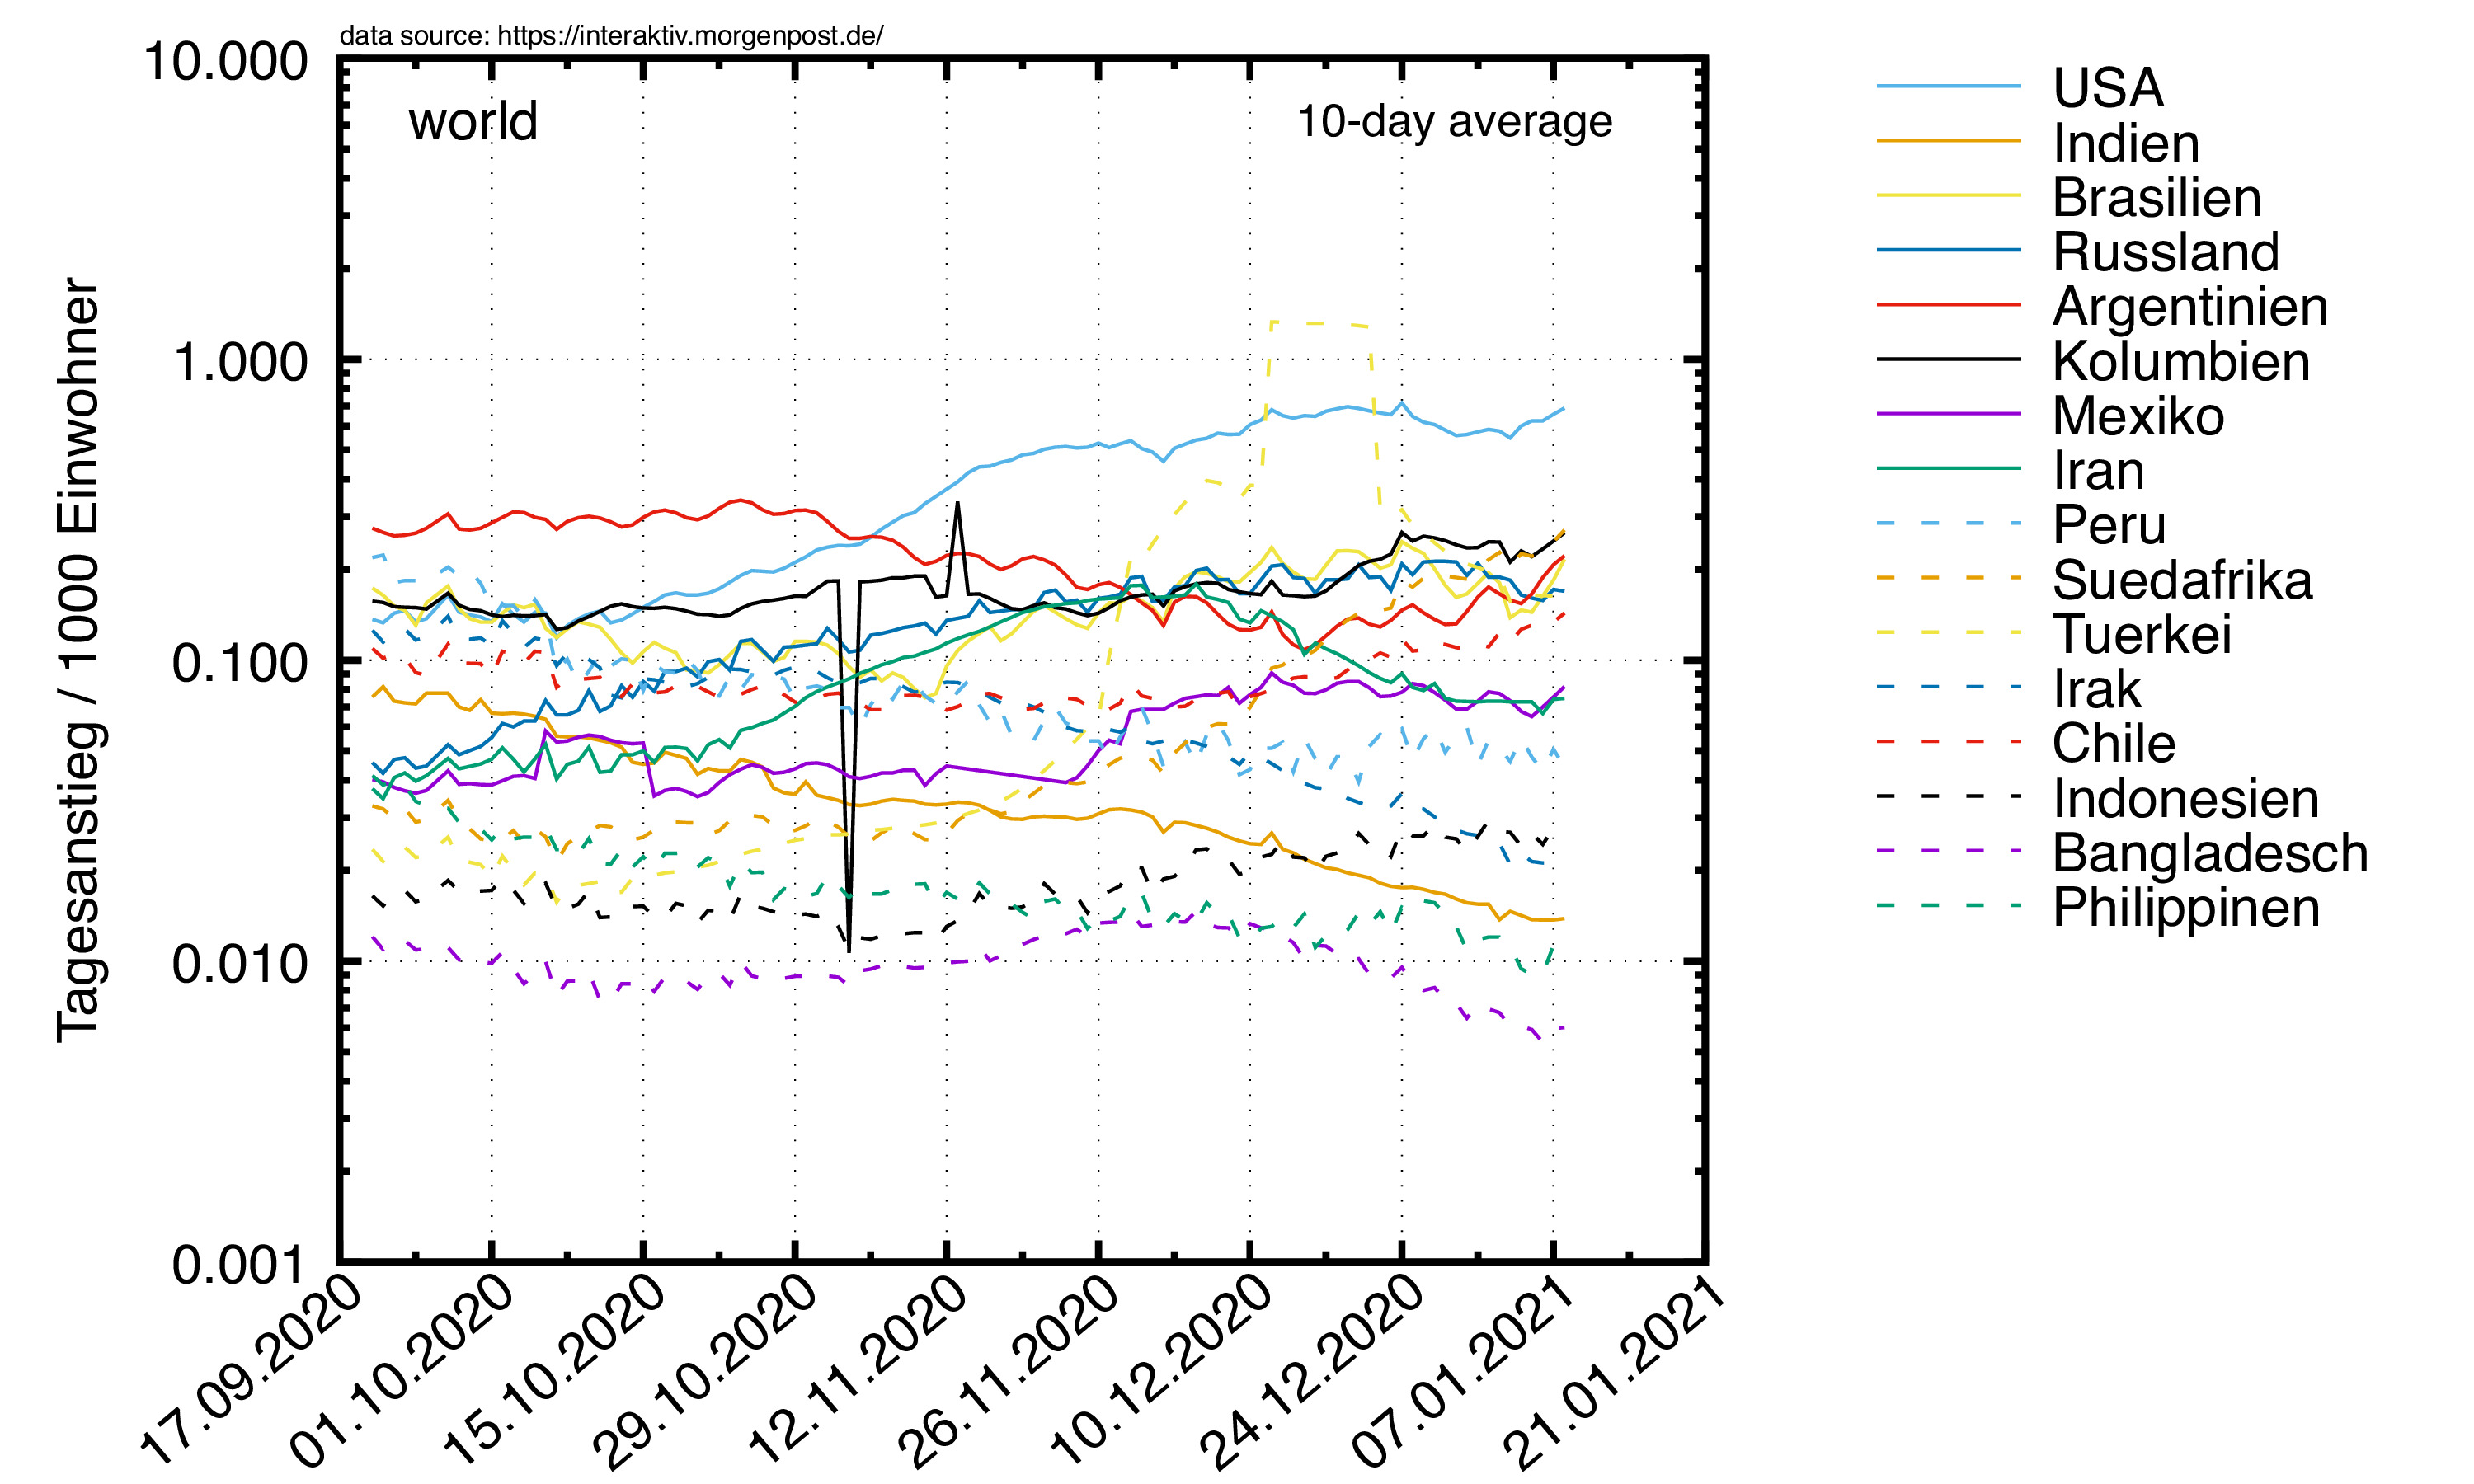 data source: https://interaktiv.morgenpost.de/
world
10-day average
Tagesanstieg / 1000 Einwohner
10.000
1.000
0.100
0.010
0.001
17.09.2020
01.10.2020
15.10.2020
29.10.2020
12.11.2020
26.11.2020
10.12.2020
24.12.2020
07.01.2021
21.01.2021
USA
Indien
Brasilien
Russland
Argentinien
Kolumbien
Mexiko
Iran
Peru
Suedafrika
Tuerkei
Irak
Chile
Indonesien
Bangladesch
Philippinen